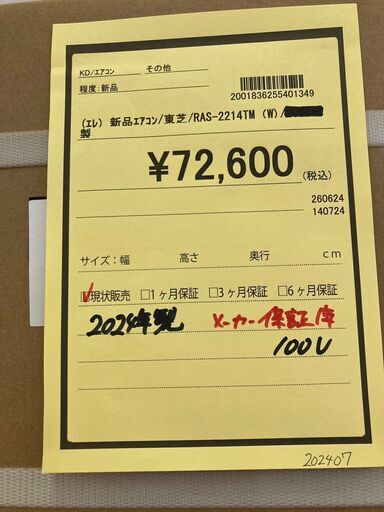 KD/エアコン その他
程度:新品
2001836255401349
(ｴﾚ) 新品ｴｱｺﾝ/東芝/RAS-2214TM (W)/
製
¥72,600
(税込)
260624
140724
サイズ:幅 高さ 奥行 cm
☑現状販売 □1ヶ月保証 □3ヶ月保証 □6ヶ月保証
2024年製 メーカー保証有
100V
202407